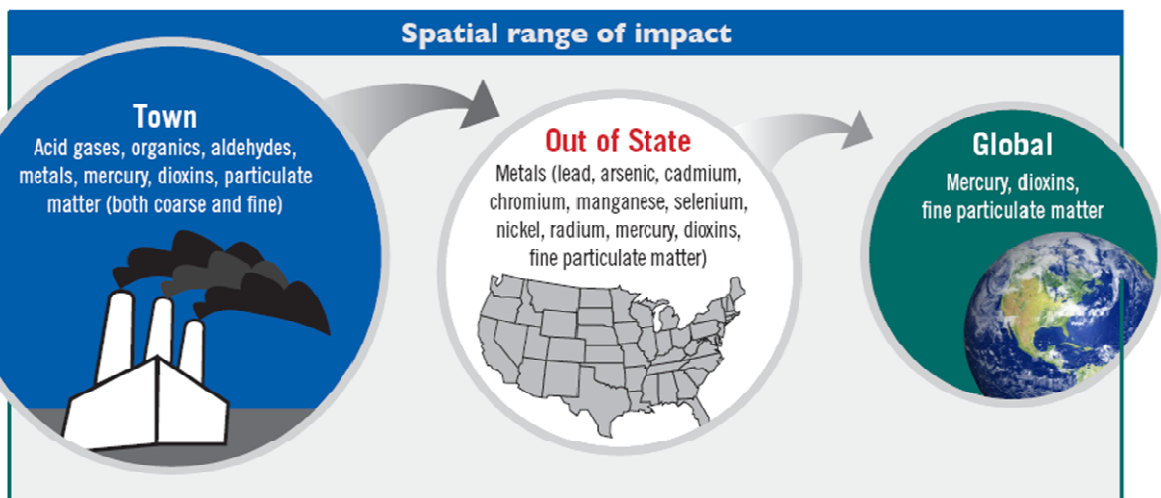 Spatial range of impact
Town
Acid gases, organics, aldehydes,
metals, mercury, dioxins, particulate
matter (both coarse and fine)
Out of State
Metals (lead, arsenic, cadmium,
chromium, manganese, selenium,
nickel, radium, mercury, dioxins,
fine particulate matter)
Global
Mercury, dioxins,
fine particulate matter